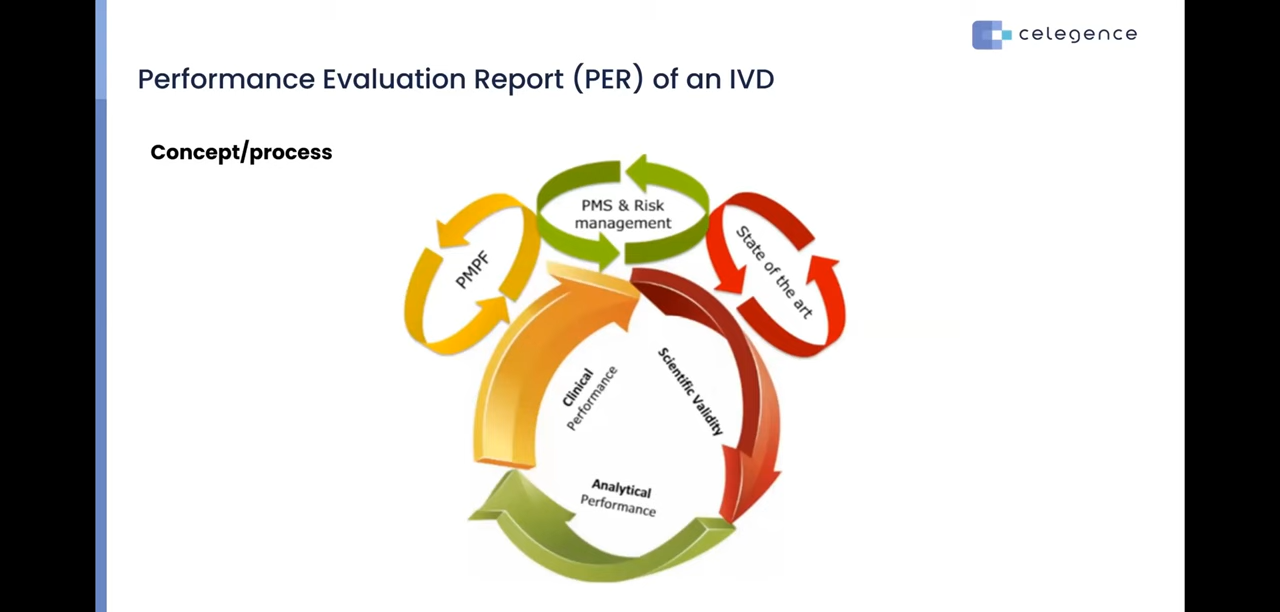 celegence
Performance Evaluation Report (PER) of an IVD
Concept/process
PMS & Risk
management
PMPF
State of the art
Clinical
Performance
Scientific Validity
Analytical
Performance